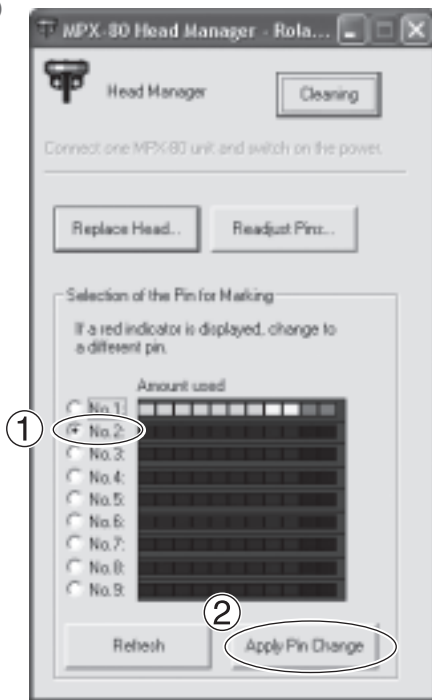 MPX-80 Head Manager - Rola...
Head Manager
Cleaning
Connect one MPX-80 unit and switch on the power.
Replace Head...
Readjust Pins...
Selection of the Pin for Marking
If a red indicator is displayed, change to
a different pin.
Amount used
No.1:
① No.2:
No.3:
No.4:
No.5:
No.6:
No.7:
No.8:
No.9:
②
Refresh
Apply Pin Change